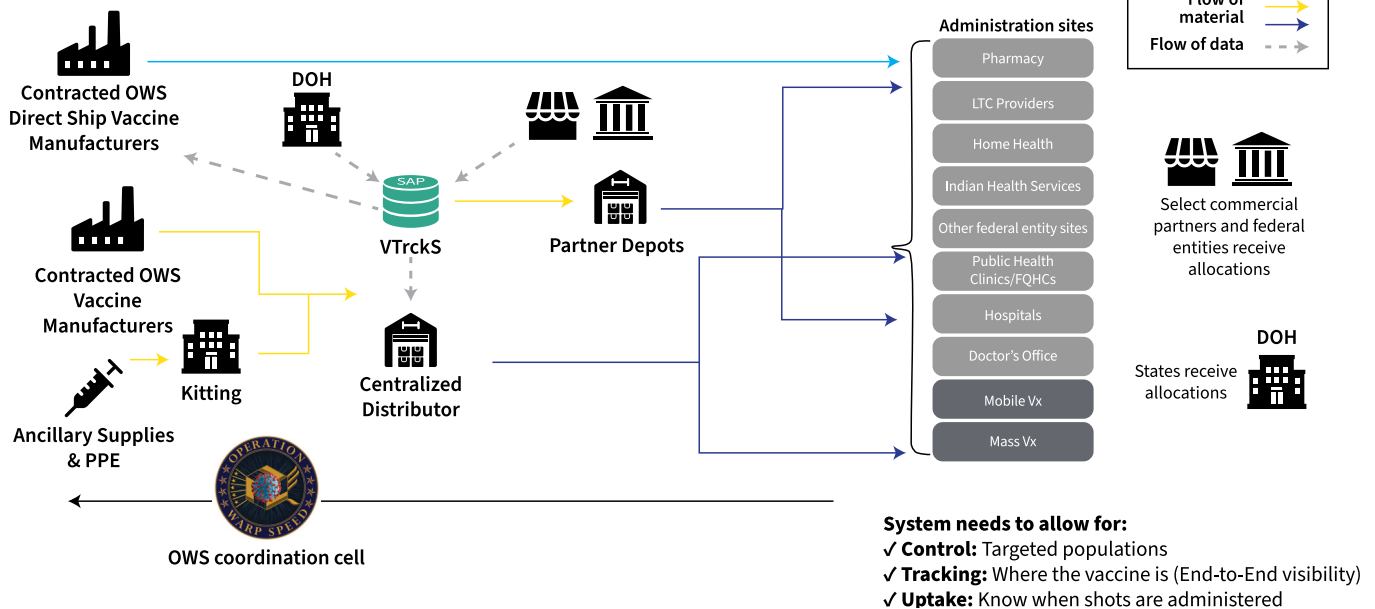 Flow of
material
Flow of data
Administration sites
Pharmacy
LTC Providers
Home Health
Indian Health Services
Other federal entity sites
Public Health
Clinics/FQHCs
Hospitals
Doctor's Office
Mobile Vx
Mass Vx
Contracted OWS
Direct Ship Vaccine
Manufacturers
DOH
SAP
VTrckS
Partner Depots
Contracted OWS
Vaccine
Manufacturers
Kitting
Centralized
Distributor
Ancillary Supplies
& PPE
OPERATION
WARP SPEED
OWS coordination cell
Select commercial
partners and federal
entities receive
allocations
DOH
States receive
allocations
System needs to allow for:
✓ Control: Targeted populations
✓ Tracking: Where the vaccine is (End-to-End visibility)
✓ Uptake: Know when shots are administered